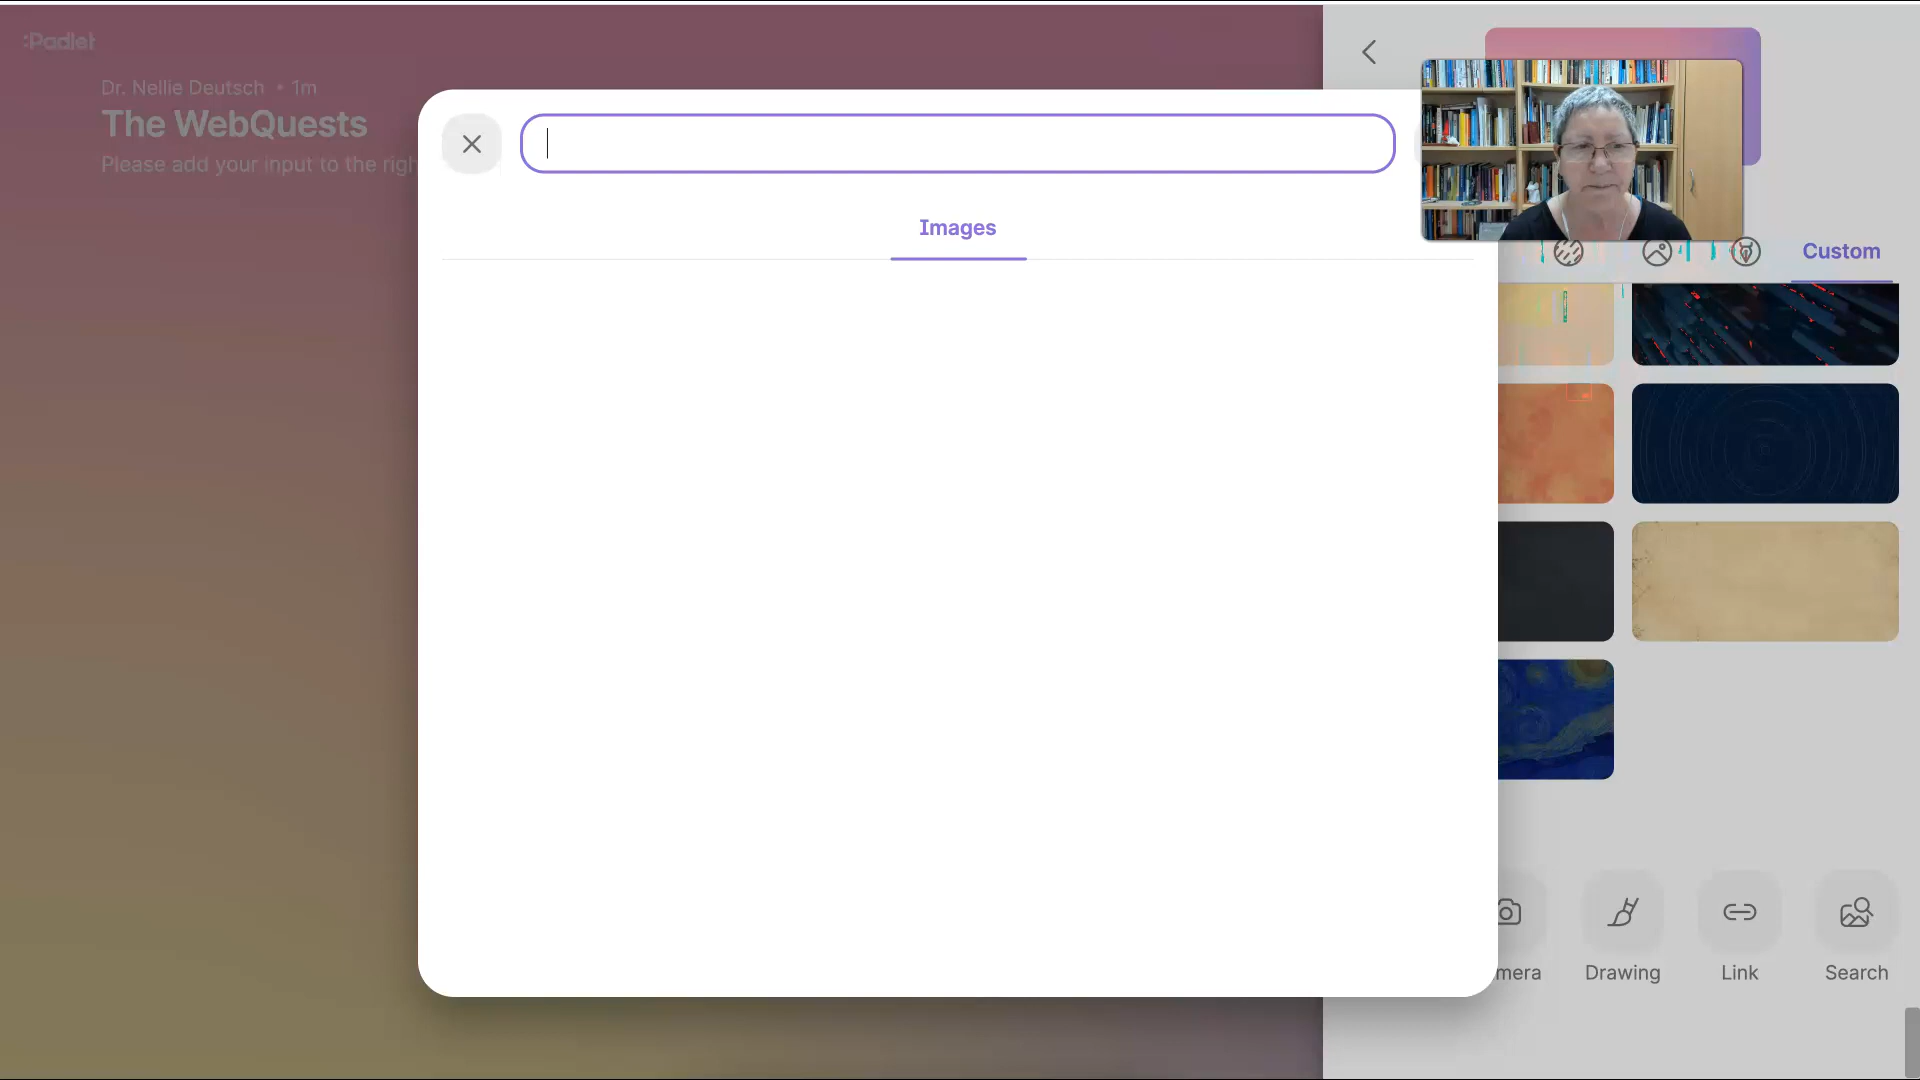 :Padlet
Dr. Nellie Deutsch • 1m
The WebQuests
Please add your input to the righ
Images
Custom
mera
Drawing
Link
Search